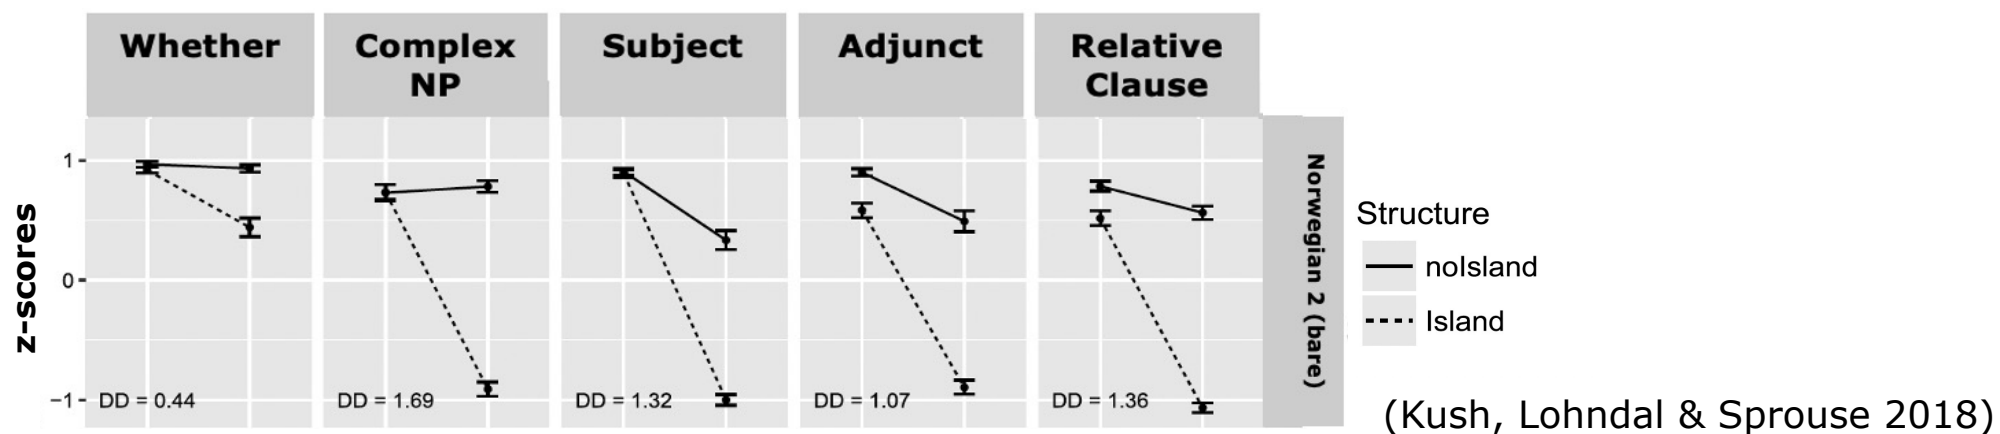 Whether
Complex
NP
Subject
Adjunct
Relative
Clause
z-scores
1
0
−1
DD = 0.44
DD = 1.69
DD = 1.32
DD = 1.07
DD = 1.36
Norwegian 2 (bare)
Structure
noIsland
Island
(Kush, Lohndal & Sprouse 2018)